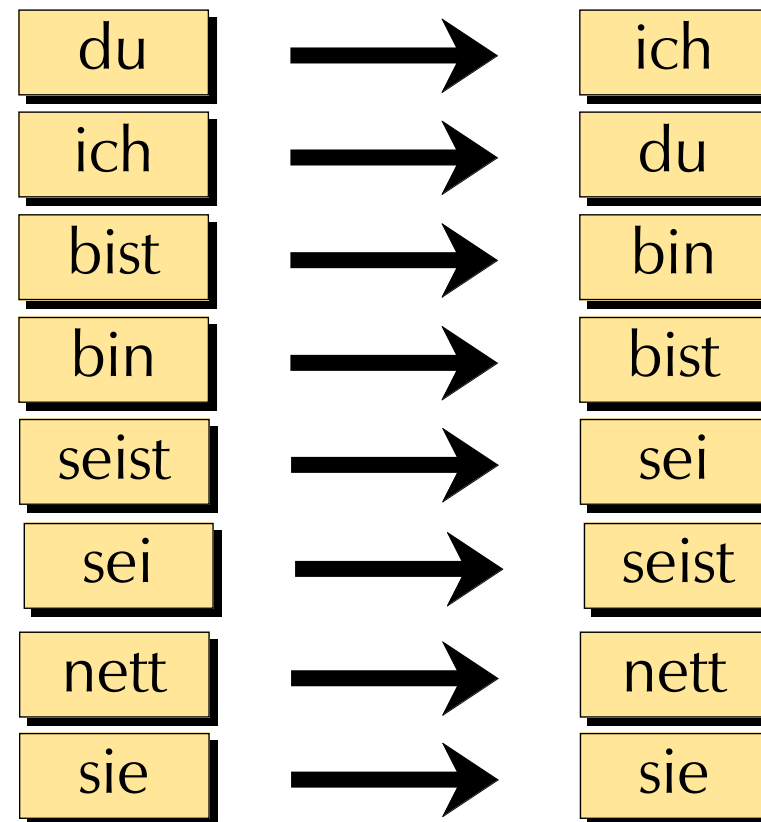 du ich
ich du
bist bin
bin bist
seist sei
sei seist
nett nett
sie sie